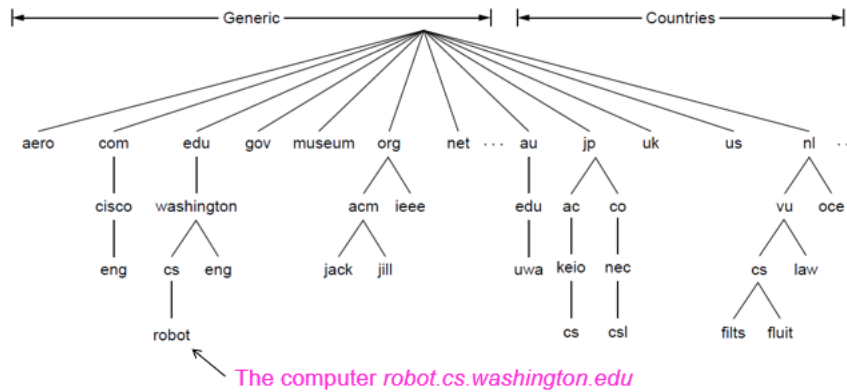 Generic Countries
aero com edu gov museum org net ... au jp uk us nl ..
cisco washington acm ieee edu ac co vu oce
eng cs eng jack jill uwa keio nec cs law
robot cs csl filts fluit
The computer robot.cs.washington.edu